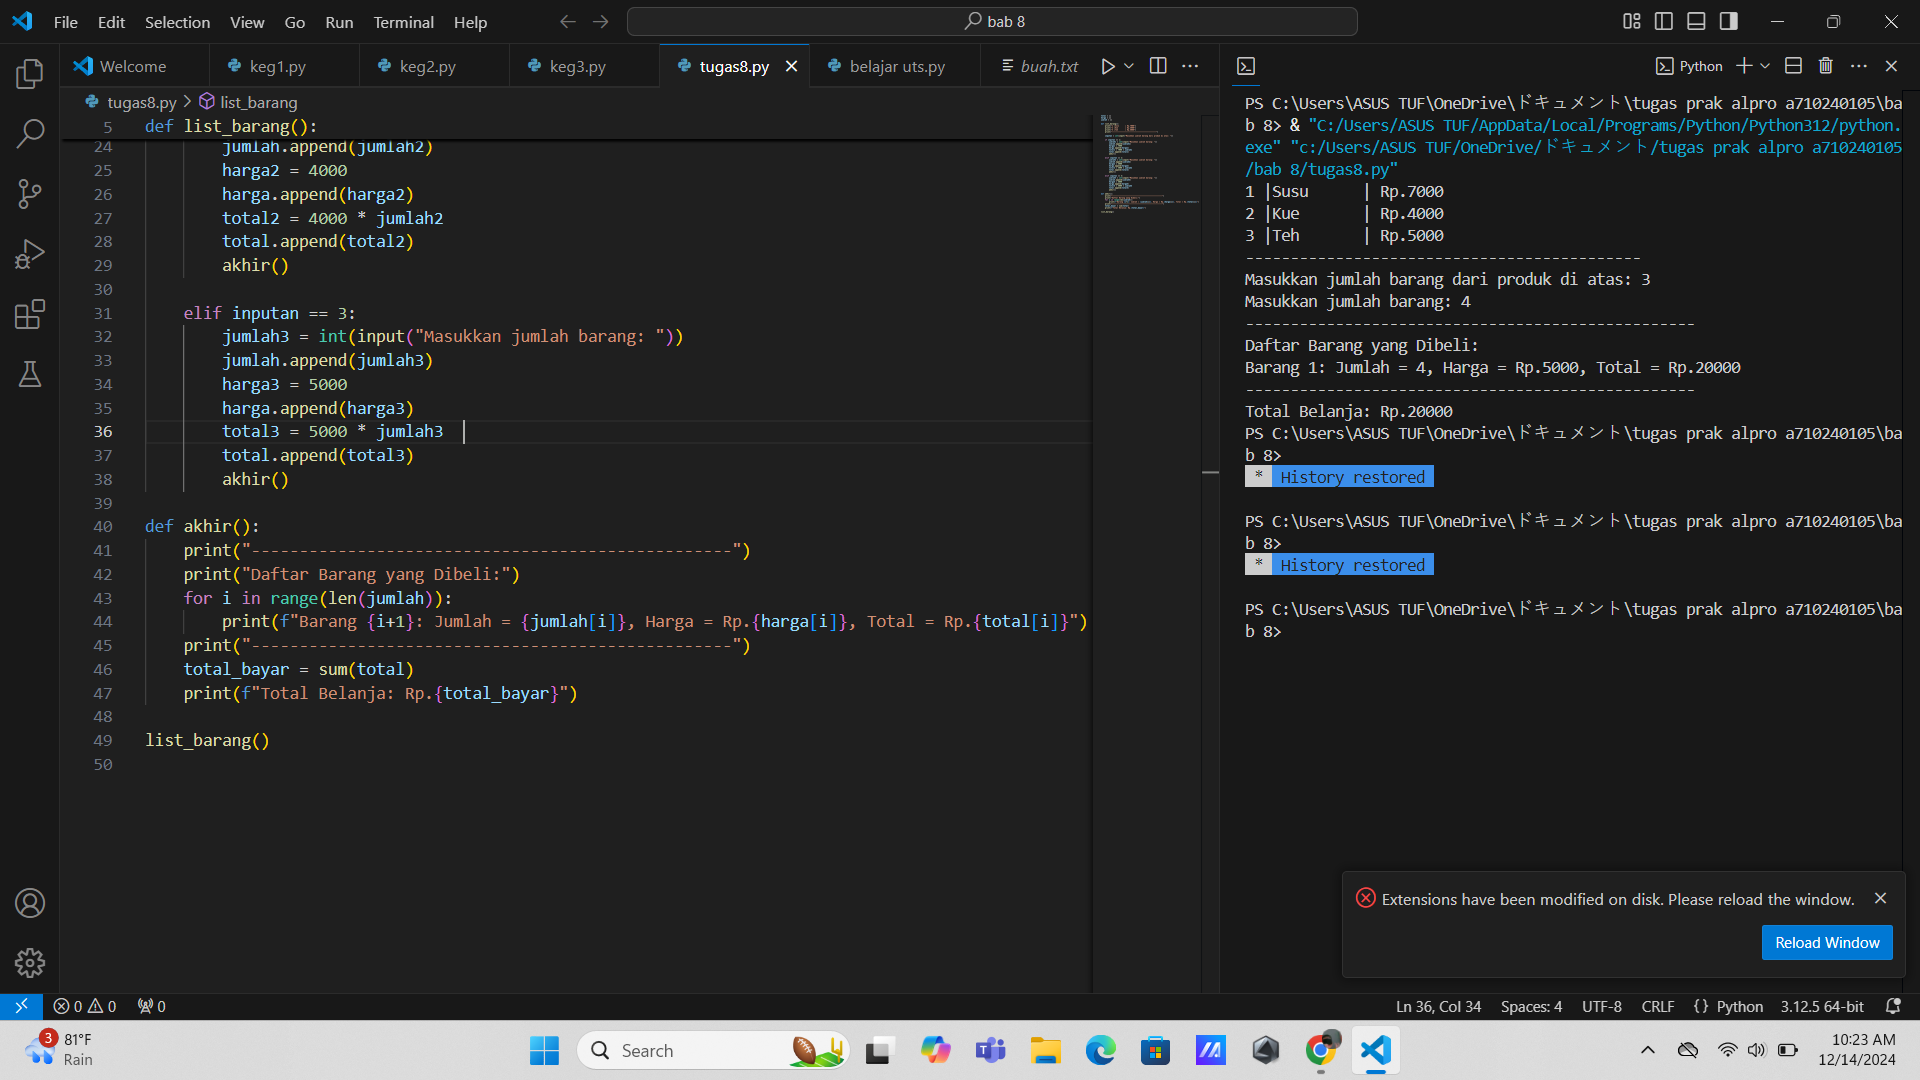 File Edit Selection View Go Run Terminal Help
bab 8
Welcome keg1.py keg2.py keg3.py tugas8.py belajar uts.py buah.txt
Python
tugas8.py > list_barang
5 def list_barang():
24 jumlah.append(jumlah2)
25 harga2 = 4000
26 harga.append(harga2)
27 total2 = 4000 * jumlah2
28 total.append(total2)
29 akhir()
30
31 elif inputan == 3:
32 jumlah3 = int(input("Masukkan jumlah barang: "))
33 jumlah.append(jumlah3)
34 harga3 = 5000
35 harga.append(harga3)
36 total3 = 5000 * jumlah3
37 total.append(total3)
38 akhir()
39
40 def akhir():
41 print("--------------------------------------------------")
42 print("Daftar Barang yang Dibeli:")
43 for i in range(len(jumlah)):
44 print(f"Barang {i+1}: Jumlah = {jumlah[i]}, Harga = Rp.{harga[i]}, Total = Rp.{total[i]}")
45 print("--------------------------------------------------")
46 total_bayar = sum(total)
47 print(f"Total Belanja: Rp.{total_bayar}")
48
49 list_barang()
50
PS C:\Users\ASUS TUF\OneDrive\ドキュメント\tugas prak alpro a710240105\ba
b 8> & "C:/Users/ASUS TUF/AppData/Local/Programs/Python/Python312/python.
exe" "c:/Users/ASUS TUF/OneDrive/ドキュメント/tugas prak alpro a710240105
/bab 8/tugas8.py"
1 |Susu | Rp.7000
2 |Kue | Rp.4000
3 |Teh | Rp.5000
--------------------------------------------
Masukkan jumlah barang dari produk di atas: 3
Masukkan jumlah barang: 4
--------------------------------------------------
Daftar Barang yang Dibeli:
Barang 1: Jumlah = 4, Harga = Rp.5000, Total = Rp.20000
--------------------------------------------------
Total Belanja: Rp.20000
PS C:\Users\ASUS TUF\OneDrive\ドキュメント\tugas prak alpro a710240105\ba
b 8>
* History restored
PS C:\Users\ASUS TUF\OneDrive\ドキュメント\tugas prak alpro a710240105\ba
b 8>
* History restored
PS C:\Users\ASUS TUF\OneDrive\ドキュメント\tugas prak alpro a710240105\ba
b 8>
Extensions have been modified on disk. Please reload the window.
Reload Window
0 0 0 Ln 36, Col 34 Spaces: 4 UTF-8 CRLF {} Python 3.12.5 64-bit
3 81°F
Rain
Search
10:23 AM
12/14/2024